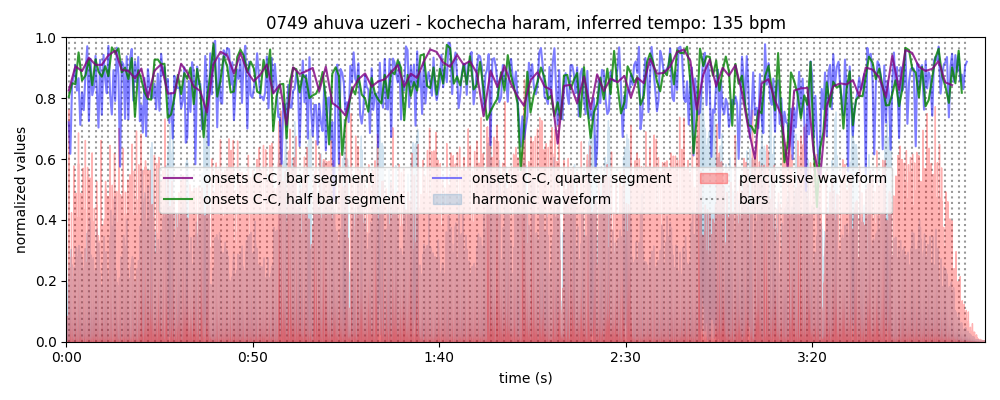 0749 ahuva uzeri - kochecha haram, inferred tempo: 135 bpm
1.0
0.8
0.6
0.4
0.2
0.0
normalized values
onsets C-C, bar segment
onsets C-C, half bar segment
onsets C-C, quarter segment
harmonic waveform
percussive waveform
bars
0:00 0:50 1:40 2:30 3:20
time (s)